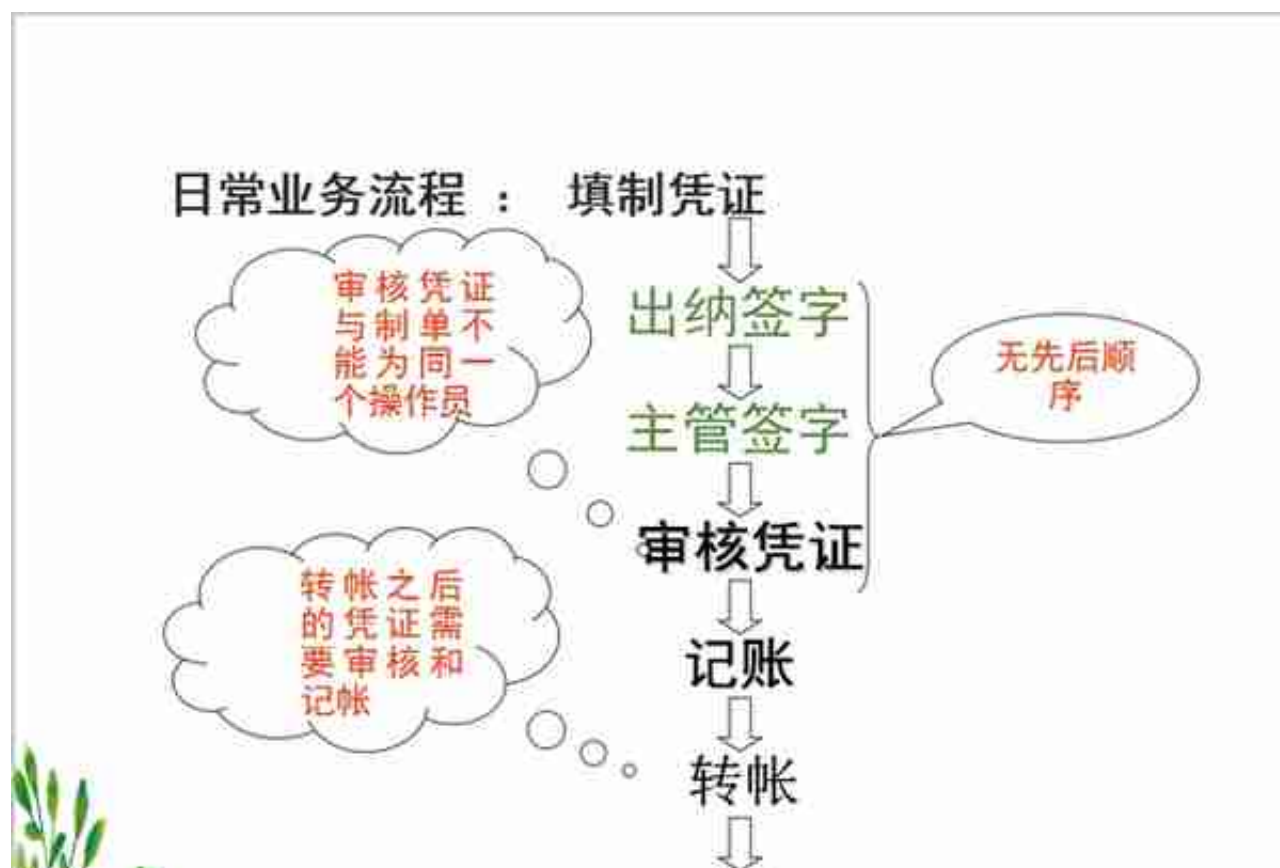 日常业务流程 ： 填制凭证
审核凭证
与制单不
能为同一
个操作员
出纳签字
无先后顺
序
主管签字
审核凭证
转帐之后
的凭证需
要审核和
记帐
记账
转帐